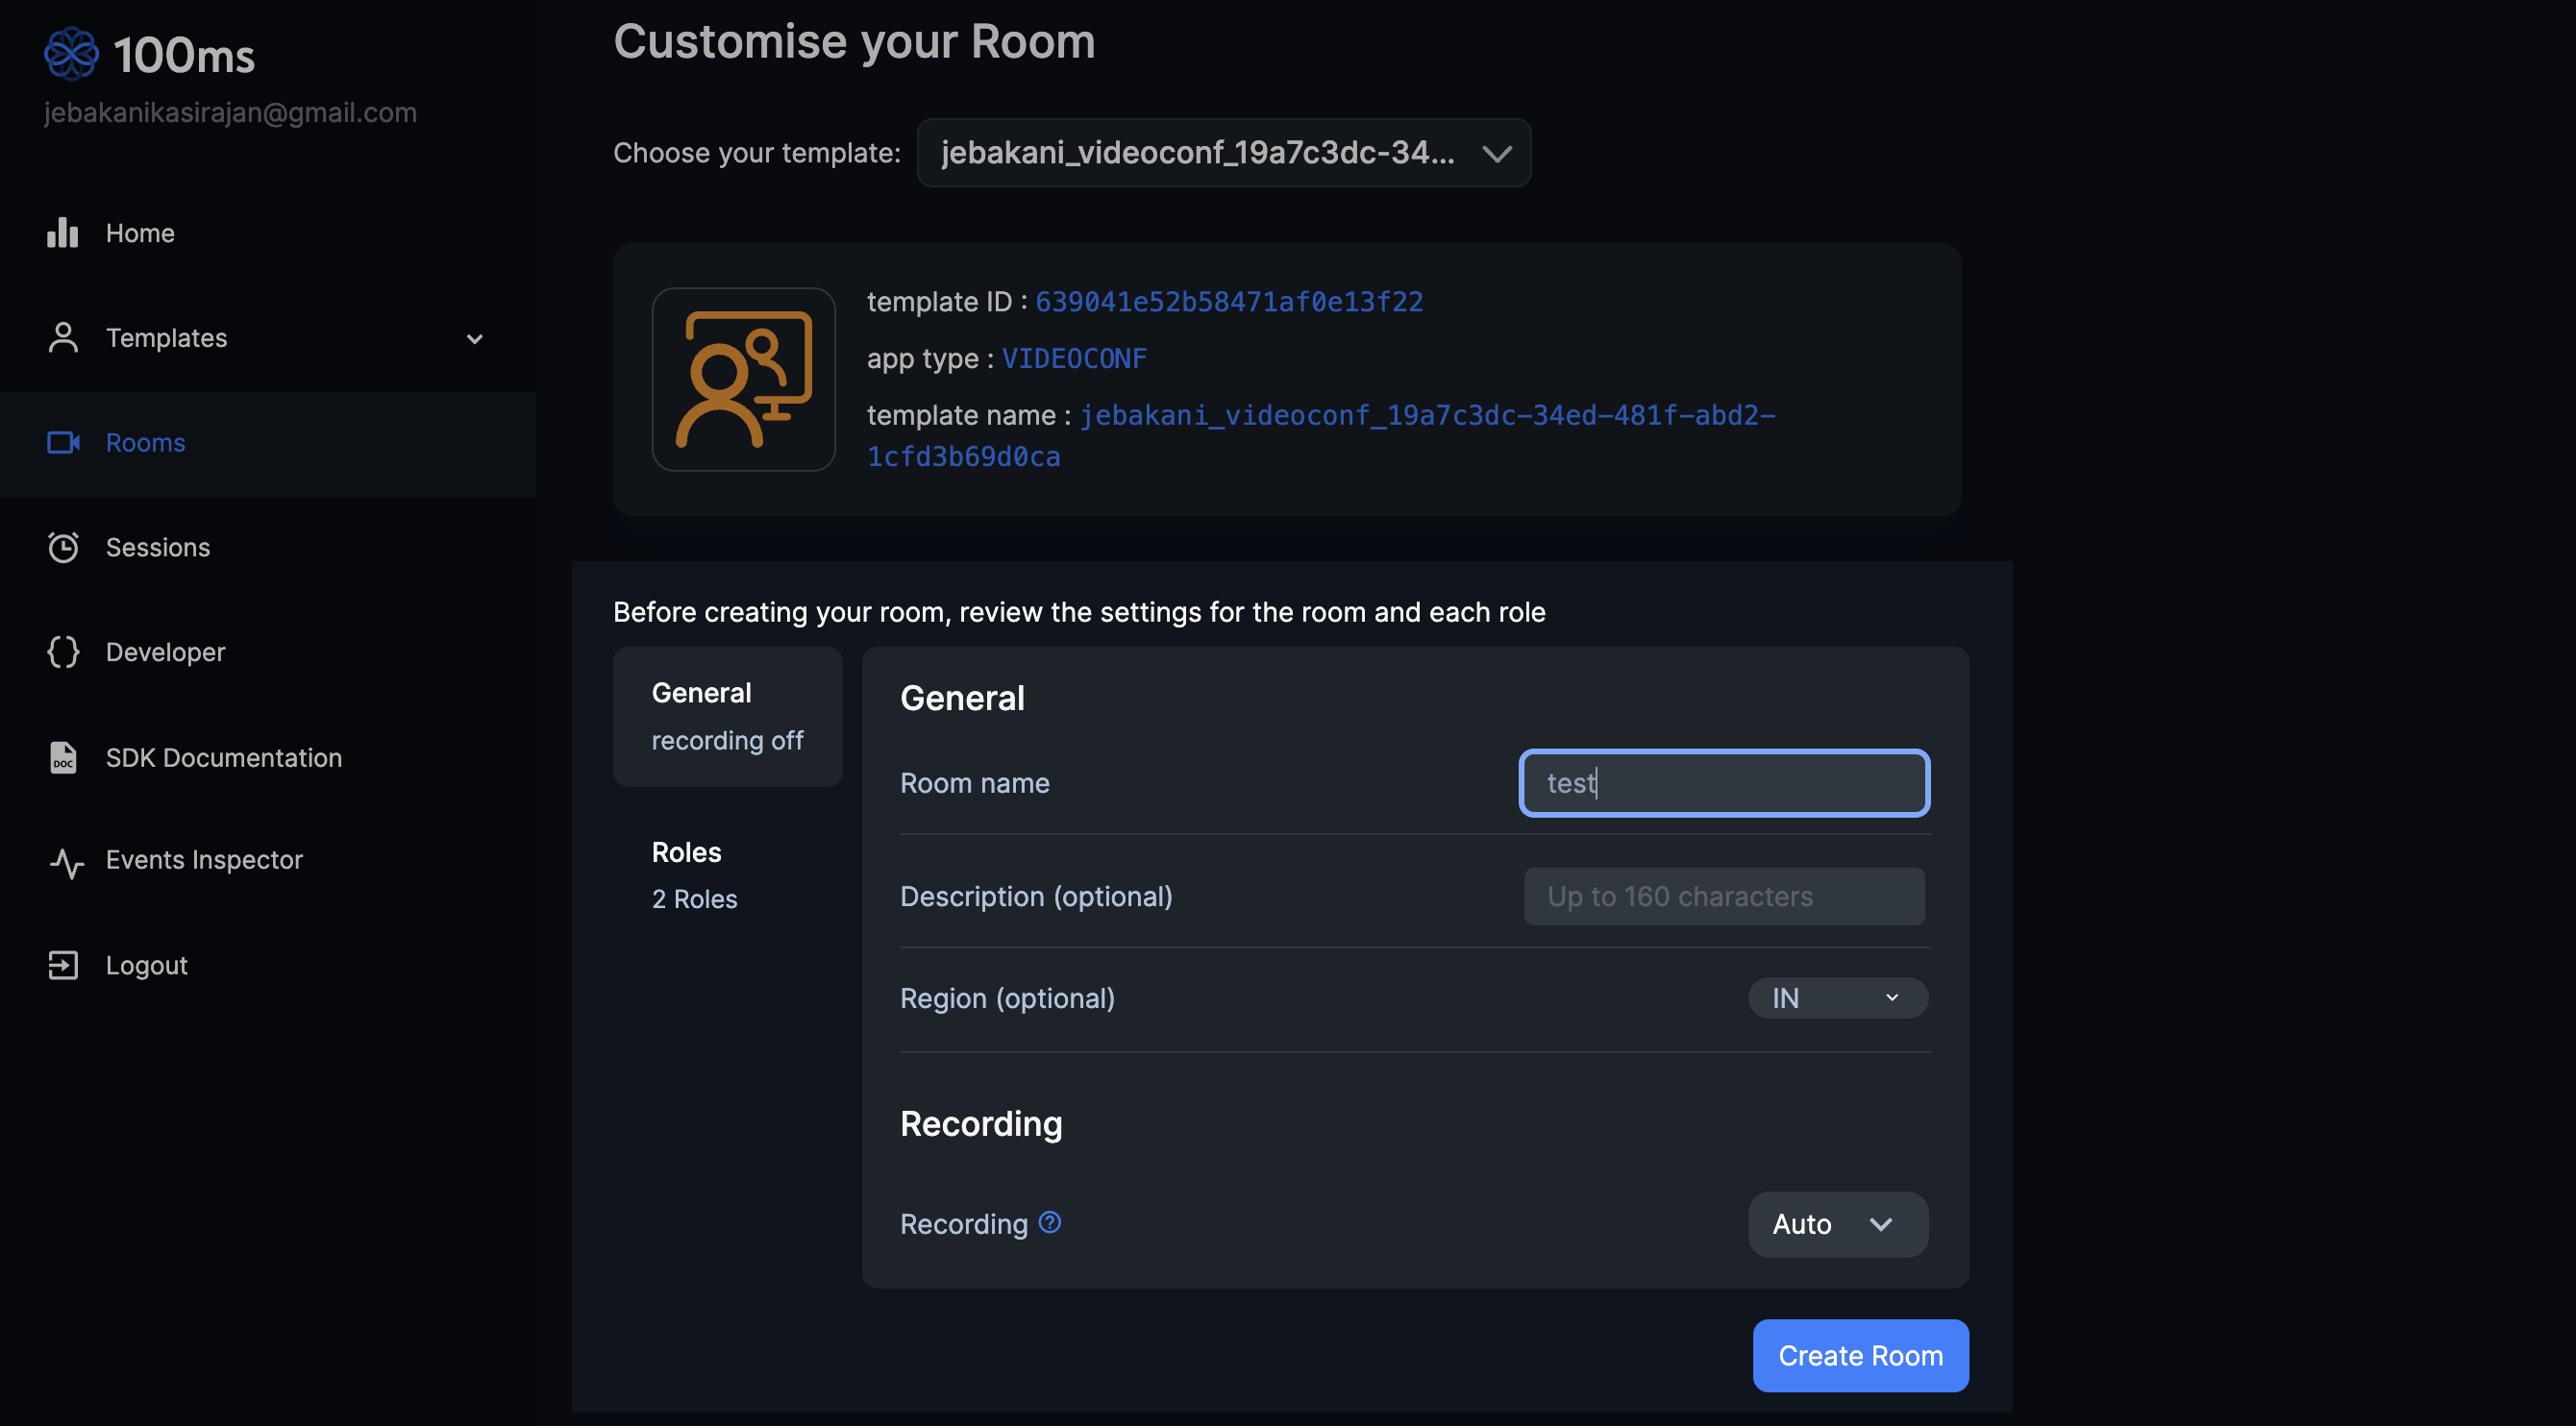 100ms
jebakanikasirajan@gmail.com
Home
Templates
Rooms
Sessions
Developer
DOC
SDK Documentation
Events Inspector
Logout
Customise your Room
Choose your template: jebakani_videoconf_19a7c3dc-34...
template ID : 639041e52b58471af0e13f22
app type : VIDEOCONF
template name : jebakani_videoconf_19a7c3dc-34ed-481f-abd2-
1cfd3b69d0ca
Before creating your room, review the settings for the room and each role
General
recording off
Roles
2 Roles
General
Room name test
Description (optional) Up to 160 characters
Region (optional) IN
Recording
Recording ? Auto
Create Room